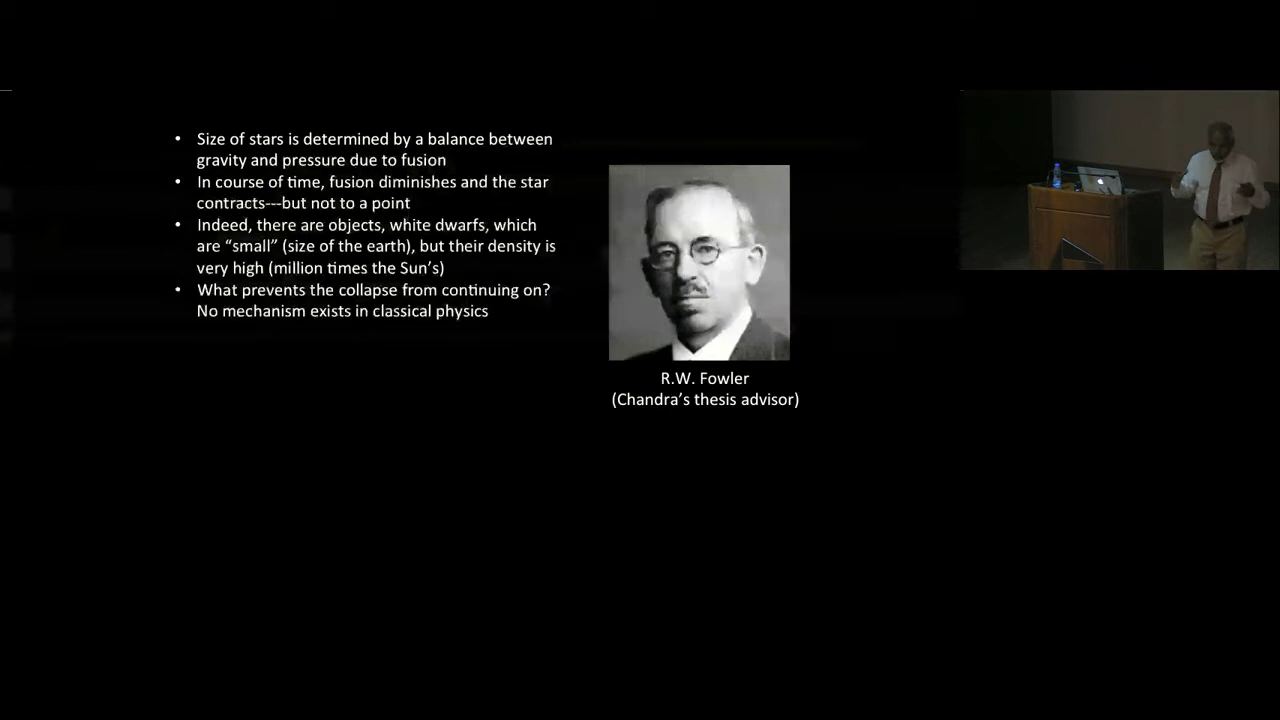 • Size of stars is determined by a balance between
gravity and pressure due to fusion
• In course of time, fusion diminishes and the star
contracts---but not to a point
• Indeed, there are objects, white dwarfs, which
are “small” (size of the earth), but their density is
very high (million times the Sun’s)
• What prevents the collapse from continuing on?
No mechanism exists in classical physics
R.W. Fowler
(Chandra’s thesis advisor)